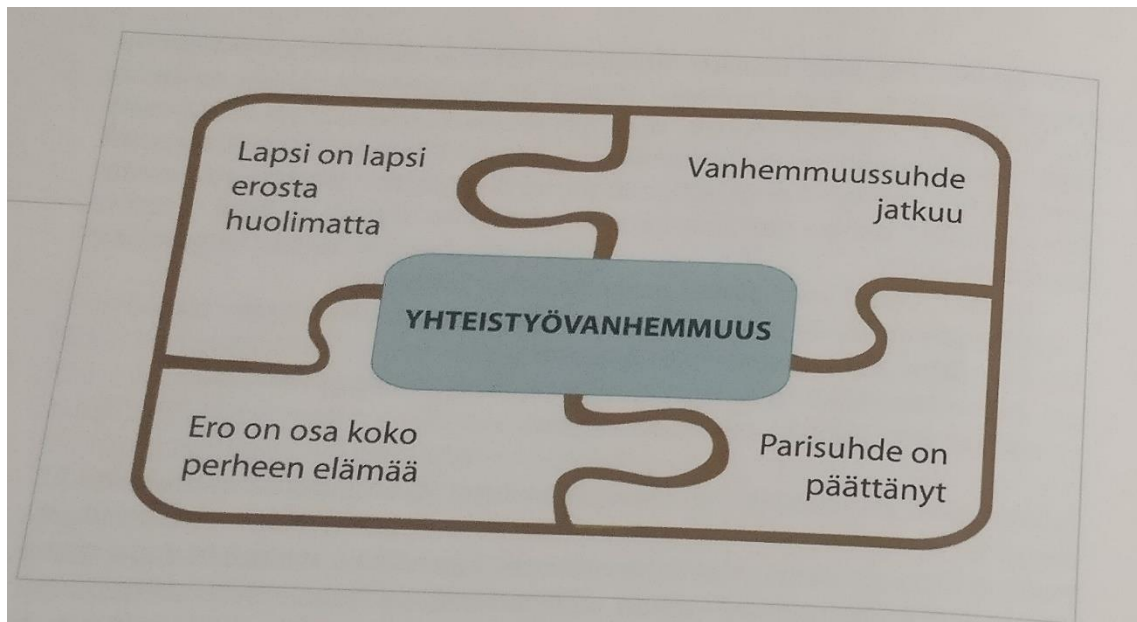 Lapsi on lapsi
erosta
huolimatta
Vanhemmuussuhde
jatkuu
YHTEISTYÖVANHEMMUUS
Ero on osa koko
perheen elämää
Parisuhde on
päättänyt